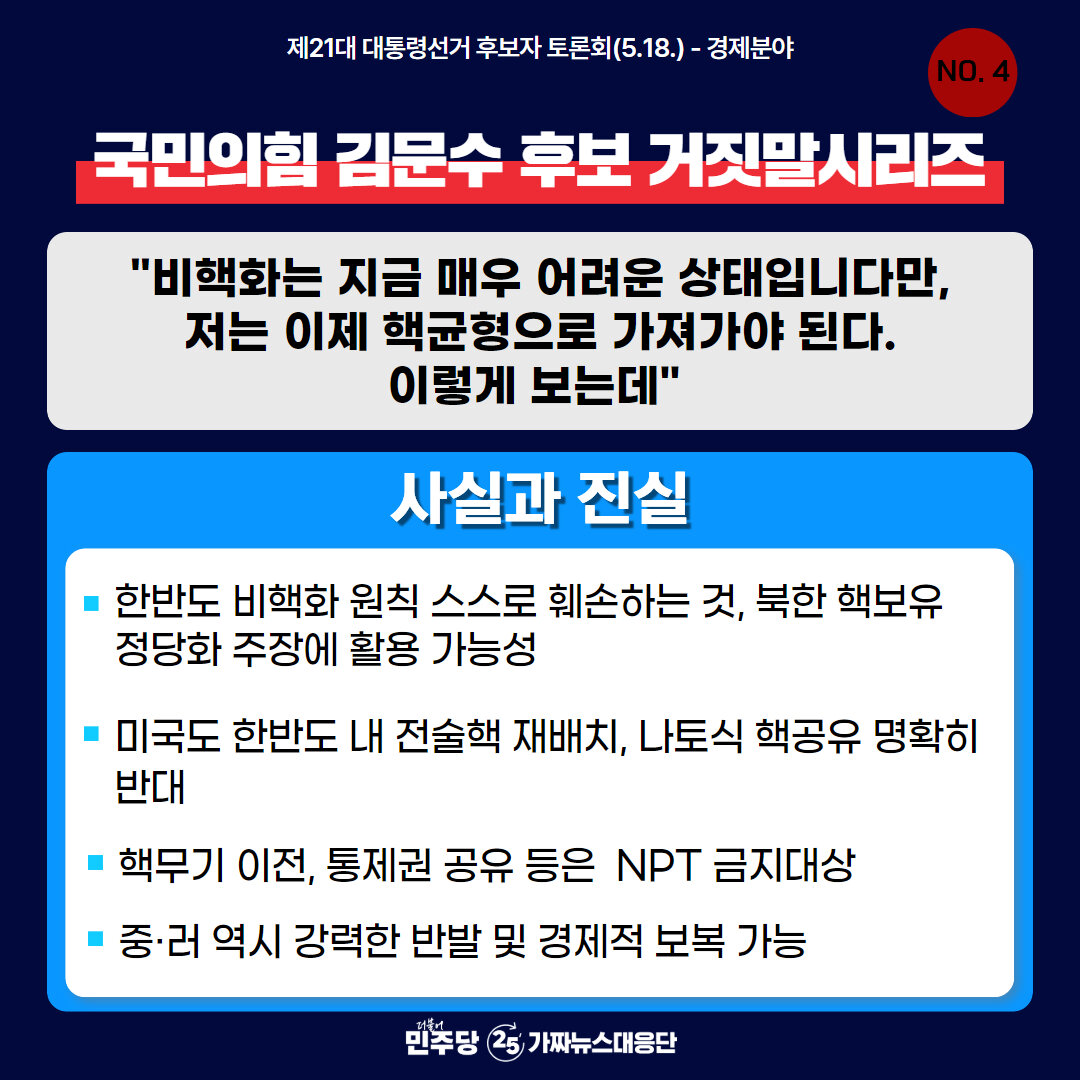 제21대 대통령선거 후보자 토론회(5.18.) - 경제분야
NO. 4
국민의힘 김문수 후보 거짓말시리즈
"비핵화는 지금 매우 어려운 상태입니다만,
저는 이제 핵균형으로 가져가야 된다.
이렇게 보는데"
사실과 진실
▪ 한반도 비핵화 원칙 스스로 훼손하는 것, 북한 핵보유
정당화 주장에 활용 가능성
▪ 미국도 한반도 내 전술핵 재배치, 나토식 핵공유 명확히
반대
▪ 핵무기 이전, 통제권 공유 등은 NPT 금지대상
▪ 중·러 역시 강력한 반발 및 경제적 보복 가능
더불어
민주당 25 가짜뉴스대응단